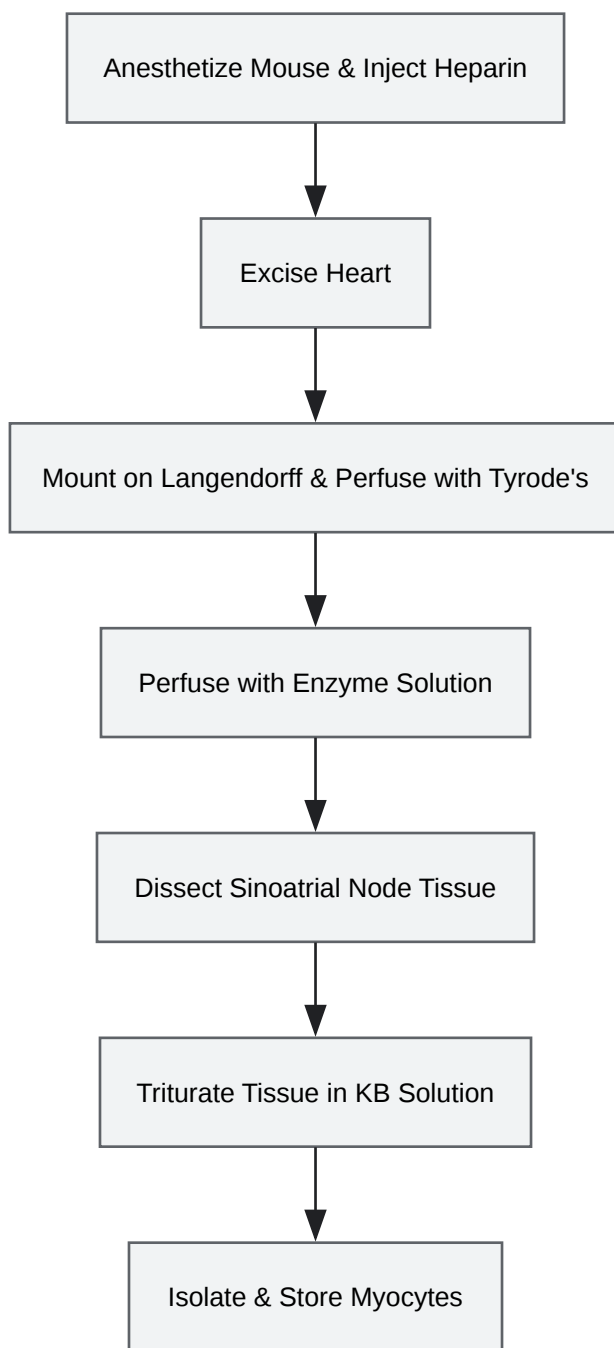 Anesthetize Mouse & Inject Heparin
Excise Heart
Mount on Langendorff & Perfuse with Tyrode's
Perfuse with Enzyme Solution
Dissect Sinoatrial Node Tissue
Triturate Tissue in KB Solution
Isolate & Store Myocytes